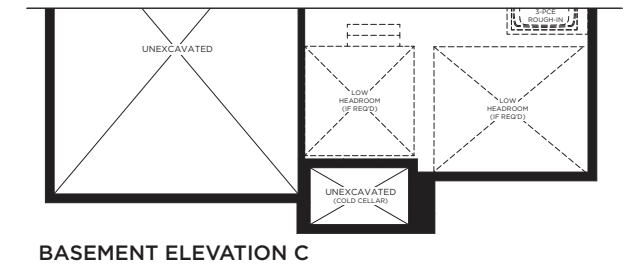 3-PCE
ROUGH-IN
UNEXCAVATED
LOW
HEADROOM
(IF REQ'D)
LOW
HEADROOM
(IF REQ'D)
UNEXCAVATED
(COLD CELLAR)
BASEMENT ELEVATION C